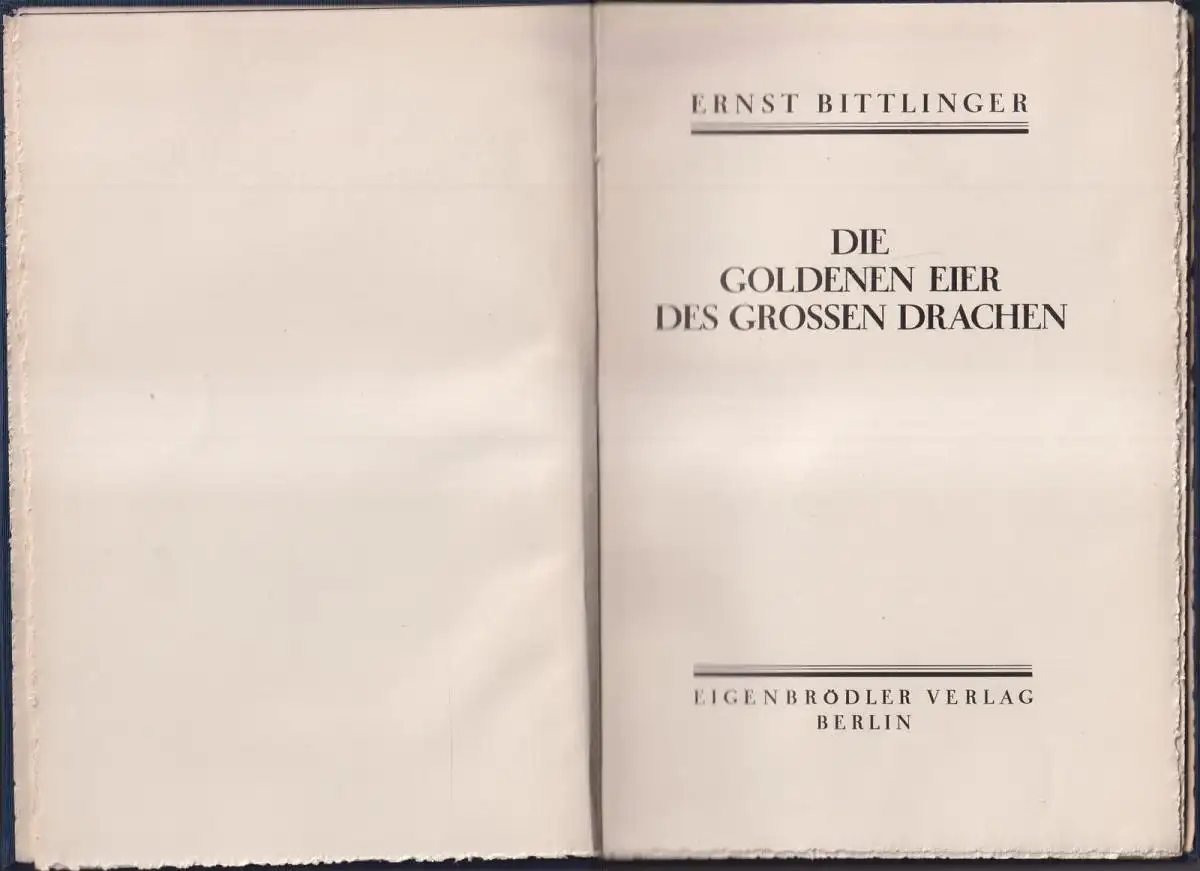 ERNST BITTLINGER
DIE
GOLDENEN EIER
DES GROSSEN DRACHEN
EIGENBRÖDLER VERLAG
BERLIN